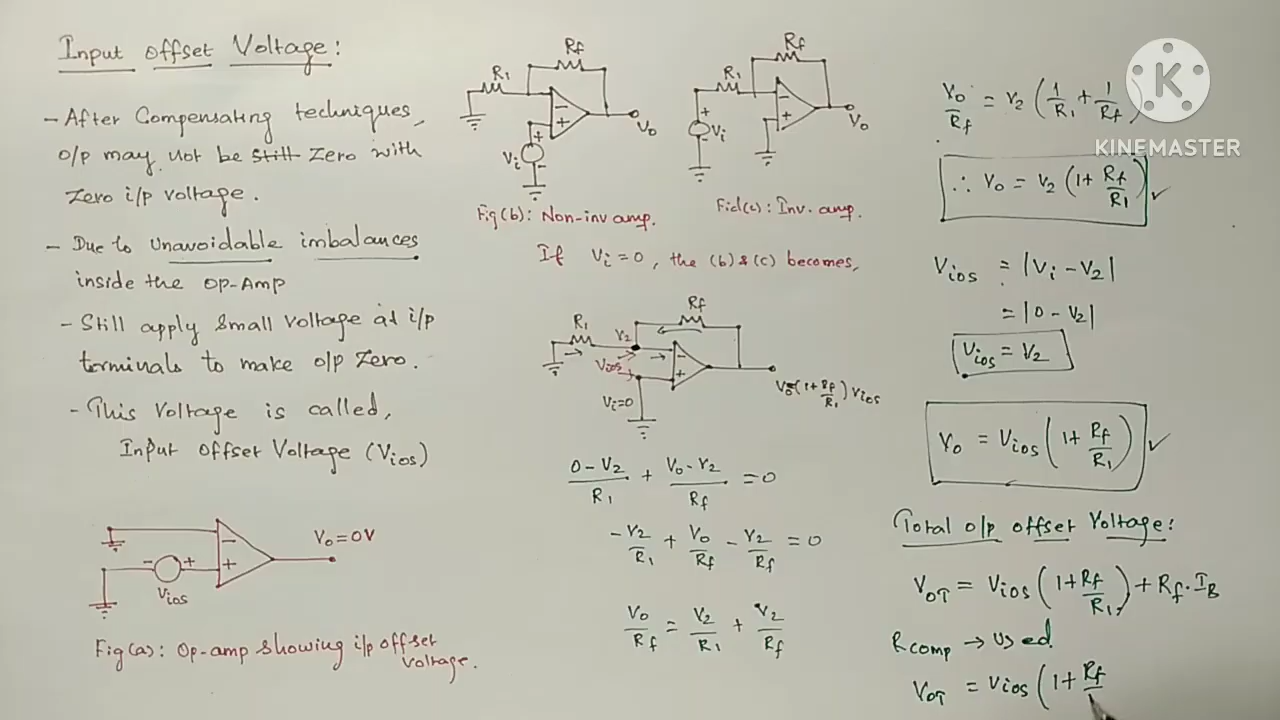 Input offset Voltage:
- After Compensating techniques,
o/p may not be still zero with
zero i/p voltage.
- Due to Unavoidable imbalances
inside the OP-Amp
- Still apply small voltage at i/p
terminals to make o/p zero.
- This Voltage is called,
Input offset Voltage (Vios)
Vo = 0V
- +
-
+
Vios
Fig(a): Op-amp showing i/p offset
voltage.
Rf
R1
-
+
Vo
+
Vi
-
Fig(b): Non-inv amp.
Rf
R1
-
+
Vo
+
Vi
-
Fid(c): Inv. amp.
If Vi = 0, the (b) & (c) becomes,
Rf
R1
V2
Vios
-
+
Vi=0
Vo=(1+Rf/R1)Vios
(0-V2)/R1 + (Vo-V2)/Rf = 0
-V2/R1 + Vo/Rf - V2/Rf = 0
Vo/Rf = V2/R1 + V2/Rf
Vo/Rf = V2 (1/R1 + 1/Rf)
∴ Vo = V2 (1 + Rf/R1) ✓
Vios = |Vi - V2|
= |0 - V2|
Vios = V2
Vo = Vios (1 + Rf/R1) ✓
Total o/p offset Voltage:
VOT = Vios (1 + Rf/R1) + Rf·IB
Rcomp → used
VOT = Vios (1 + Rf
K
KINEMASTER